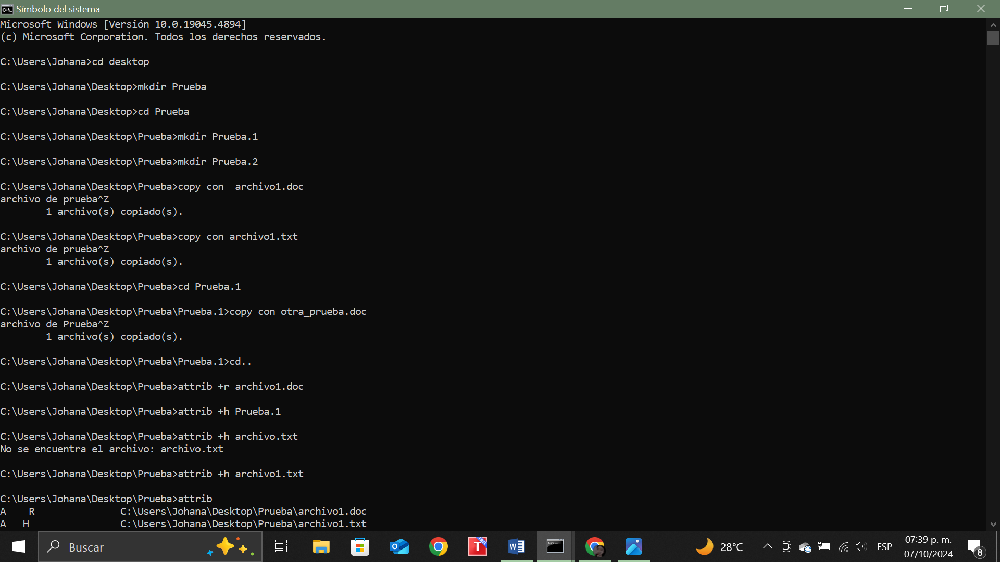 Símbolo del sistema
Microsoft Windows [Versión 10.0.19045.4894]
(c) Microsoft Corporation. Todos los derechos reservados.
C:\Users\Johana>cd desktop
C:\Users\Johana\Desktop>mkdir Prueba
C:\Users\Johana\Desktop>cd Prueba
C:\Users\Johana\Desktop\Prueba>mkdir Prueba.1
C:\Users\Johana\Desktop\Prueba>mkdir Prueba.2
C:\Users\Johana\Desktop\Prueba>copy con  archivo1.doc
archivo de prueba^Z
        1 archivo(s) copiado(s).
C:\Users\Johana\Desktop\Prueba>copy con archivo1.txt
archivo de prueba^Z
        1 archivo(s) copiado(s).
C:\Users\Johana\Desktop\Prueba>cd Prueba.1
C:\Users\Johana\Desktop\Prueba\Prueba.1>copy con otra_prueba.doc
archivo de Prueba^Z
        1 archivo(s) copiado(s).
C:\Users\Johana\Desktop\Prueba\Prueba.1>cd..
C:\Users\Johana\Desktop\Prueba>attrib +r archivo1.doc
C:\Users\Johana\Desktop\Prueba>attrib +h Prueba.1
C:\Users\Johana\Desktop\Prueba>attrib +h archivo.txt
No se encuentra el archivo: archivo.txt
C:\Users\Johana\Desktop\Prueba>attrib +h archivo1.txt
C:\Users\Johana\Desktop\Prueba>attrib
A    R               C:\Users\Johana\Desktop\Prueba\archivo1.doc
A   H                C:\Users\Johana\Desktop\Prueba\archivo1.txt
Buscar
FREE
T
28°C
ESP
07:39 p. m.
07/10/2024
8